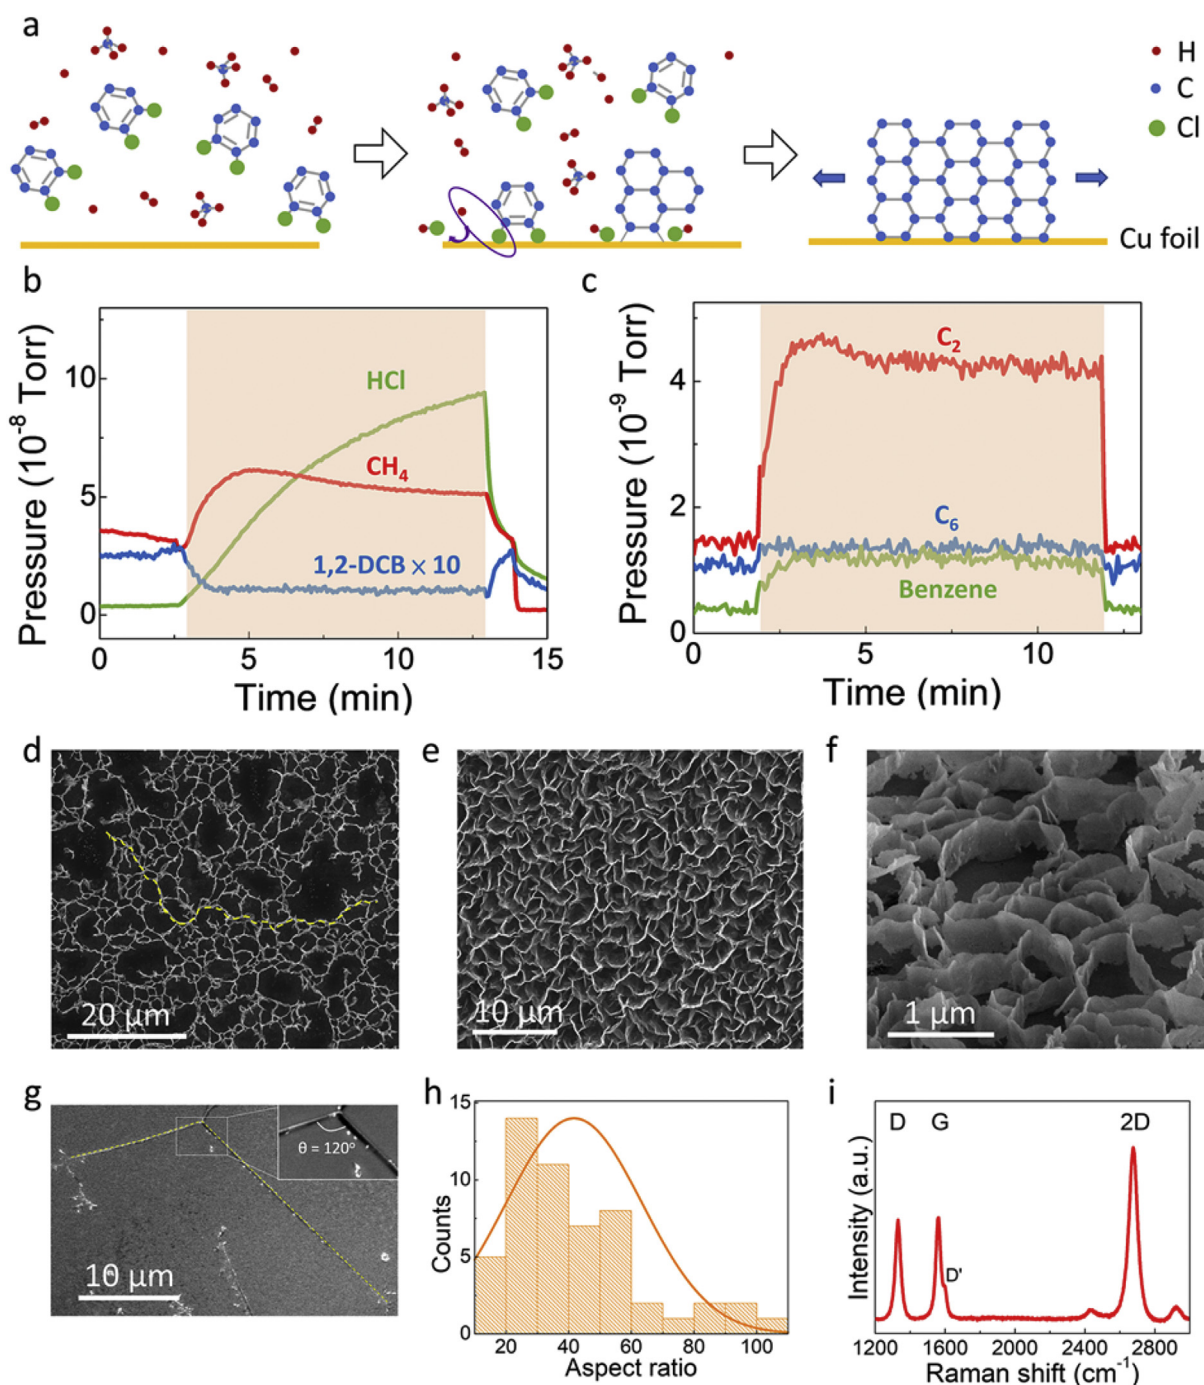 a
H
C
Cl
Cu foil
b
Pressure (10⁻⁸ Torr)
10
5
0
HCl
CH₄
1,2-DCB × 10
0
5
10
15
Time (min)
c
Pressure (10⁻⁹ Torr)
4
2
0
C₂
C₆
Benzene
0
5
10
Time (min)
d
20 µm
e
10 µm
f
1 µm
g
θ = 120°
10 µm
h
Counts
15
10
5
0
20
40
60
80
100
Aspect ratio
i
Intensity (a.u.)
D
G
D'
2D
1200
1600
2000
2400
2800
Raman shift (cm⁻¹)